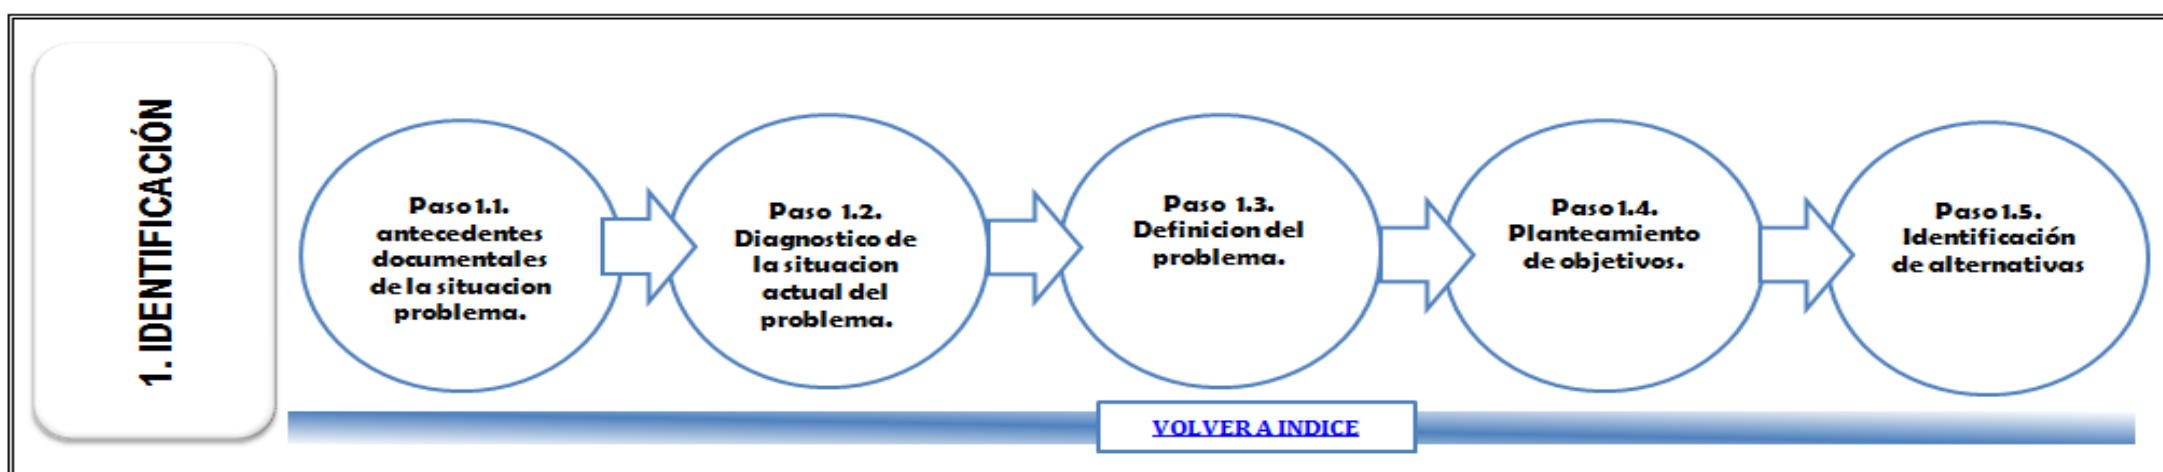 1. IDENTIFICACIÓN
Paso 1.1.
antecedentes
documentales
de la situacion
problema.
Paso 1.2.
Diagnostico de
la situacion
actual del
problema.
Paso 1.3.
Definicion del
problema.
Paso 1.4.
Planteamiento
de objetivos.
Paso 1.5.
Identificación
de alternativas
VOLVER A INDICE